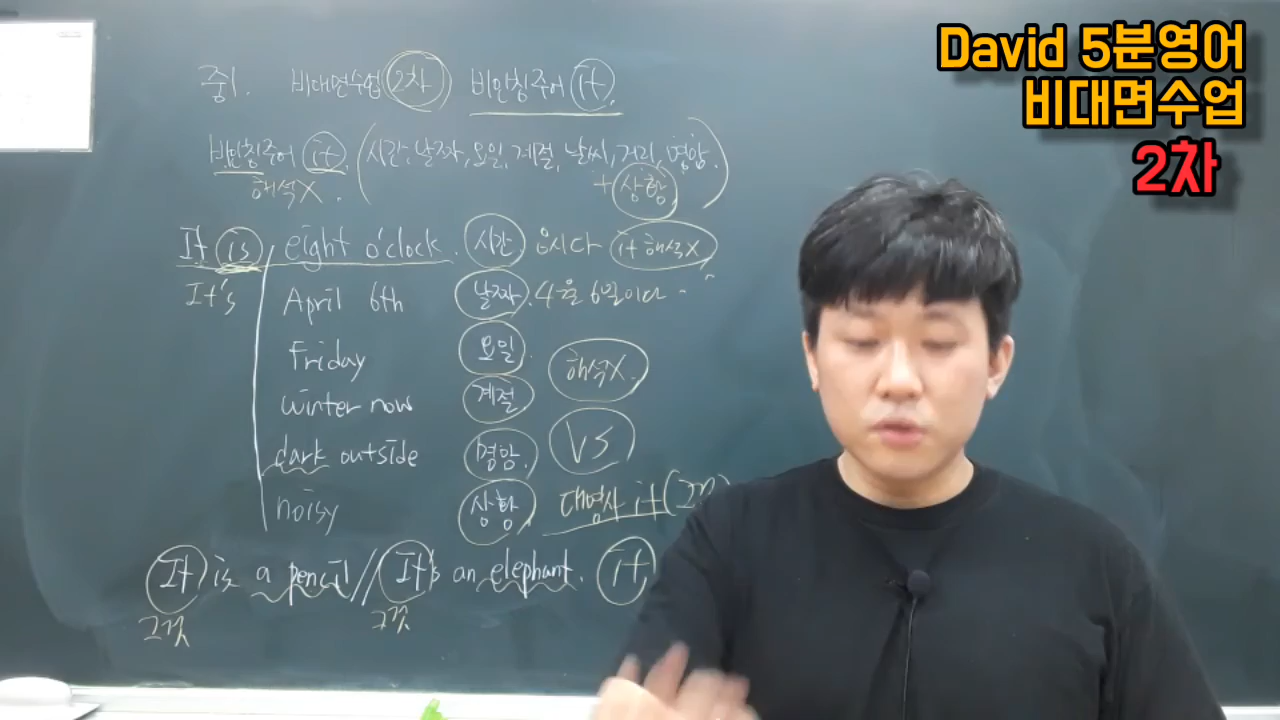 David 5분영어
비대면수업
2차
중1. 비대면수업 2차 비인칭주어 it.
비인칭주어 it. (시간, 날짜, 요일, 계절, 날씨, 거리, 명암.
해석X. + 상황)
It is eight o'clock. 시간 8시다 it 해석X
It's April 6th 날짜. 4월 6일이다
Friday 요일.
해석X.
winter now 계절
VS
dark outside 명암.
noisy 상황 대명사 it (그것)
It is a pencil // It's an elephant. it,
그것 그것